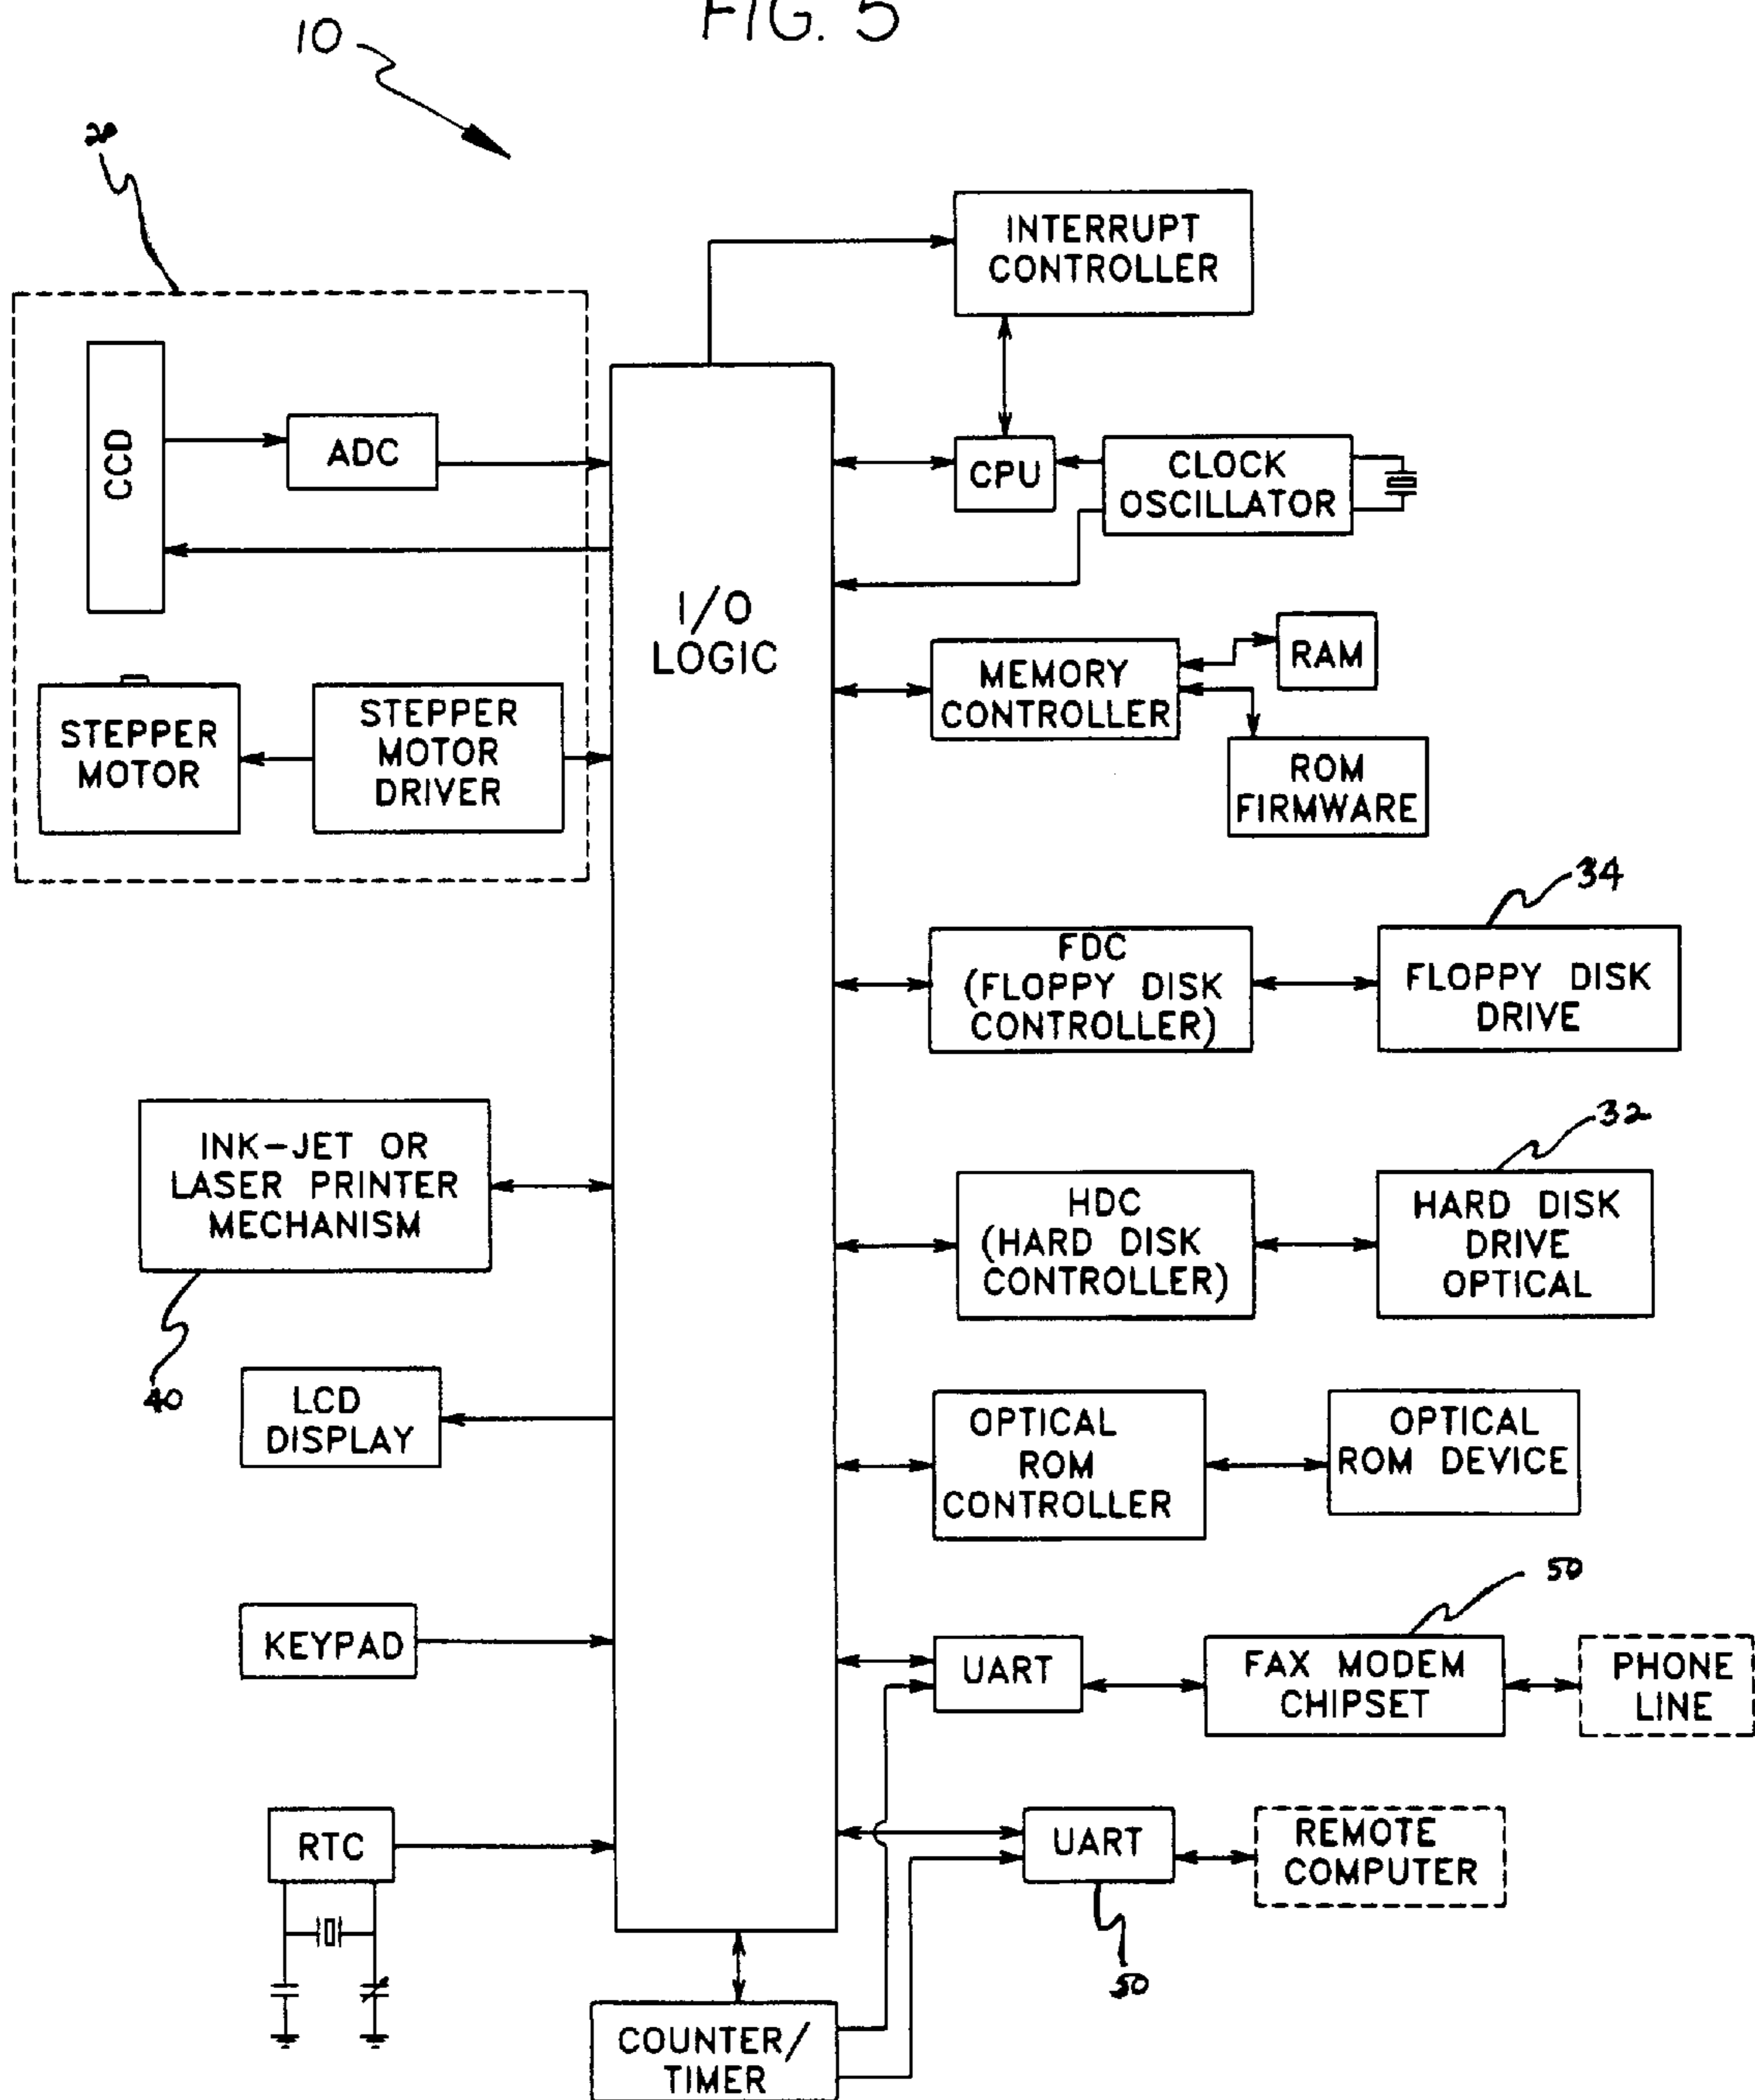 FIG. 5
10
20
INTERRUPT
CONTROLLER
CCD
ADC
CPU
CLOCK
OSCILLATOR
I/O
LOGIC
MEMORY
CONTROLLER
RAM
ROM
FIRMWARE
STEPPER
MOTOR
STEPPER
MOTOR
DRIVER
34
FDC
(FLOPPY DISK
CONTROLLER)
FLOPPY DISK
DRIVE
32
INK-JET OR
LASER PRINTER
MECHANISM
40
HDC
(HARD DISK
CONTROLLER)
HARD DISK
DRIVE
OPTICAL
LCD
DISPLAY
OPTICAL
ROM
CONTROLLER
OPTICAL
ROM DEVICE
50
KEYPAD
UART
FAX MODEM
CHIPSET
PHONE
LINE
RTC
UART
REMOTE
COMPUTER
50
COUNTER/
TIMER